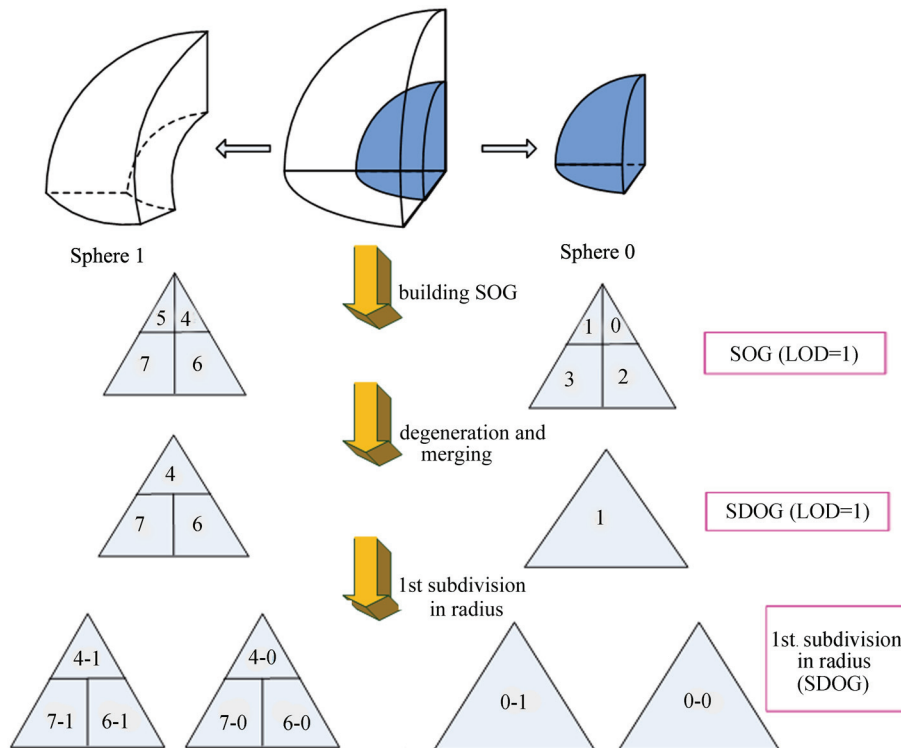 Sphere 1
Sphere 0
building SOG
5 4
7 6
1 0
3 2
SOG (LOD=1)
degeneration and
merging
4
7 6
1
SDOG (LOD=1)
1st subdivision
in radius
4-1
7-1 6-1
4-0
7-0 6-0
0-1
0-0
1st. subdivision
in radius
(SDOG)